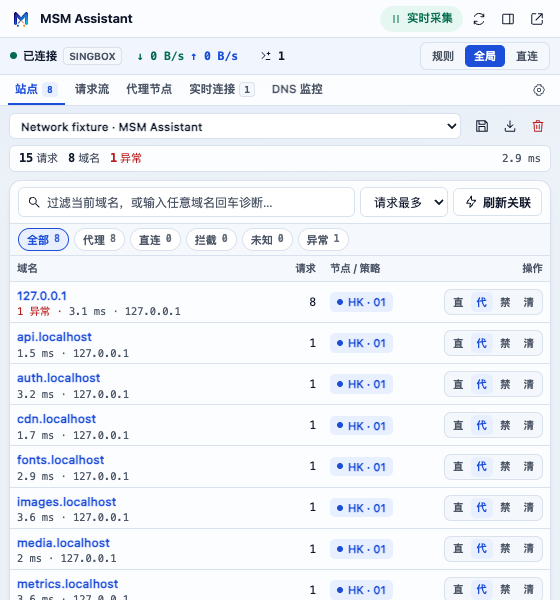 MSM Assistant 实时采集
已连接 SINGBOX ↓ 0 B/s ↑ 0 B/s 1 规则 全局 直连
站点 8 请求流 代理节点 实时连接 1 DNS 监控
Network fixture · MSM Assistant
15 请求 8 域名 1 异常 2.9 ms
过滤当前域名，或输入任意域名回车诊断... 请求最多 刷新关联
全部 8 代理 8 直连 0 拦截 0 未知 0 异常 1
域名 请求 节点 / 策略 操作
127.0.0.1 8 HK · 01 直 代 禁 清
1 异常 · 3.1 ms · 127.0.0.1
api.localhost 1 HK · 01 直 代 禁 清
1.5 ms · 127.0.0.1
auth.localhost 1 HK · 01 直 代 禁 清
3.2 ms · 127.0.0.1
cdn.localhost 1 HK · 01 直 代 禁 清
1.7 ms · 127.0.0.1
fonts.localhost 1 HK · 01 直 代 禁 清
2.9 ms · 127.0.0.1
images.localhost 1 HK · 01 直 代 禁 清
3.6 ms · 127.0.0.1
media.localhost 1 HK · 01 直 代 禁 清
2 ms · 127.0.0.1
metrics.localhost 1 HK · 01 直 代 禁 清
3.6 ms · 127.0.0.1